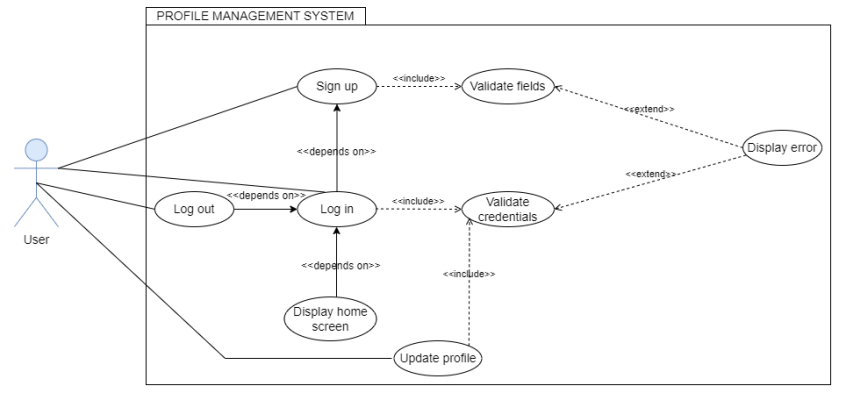 PROFILE MANAGEMENT SYSTEM
Sign up
<<include>>
Validate fields
<<extend>>
<<depends on>>
Display error
<<extend>>
User
Log out
<<depends on>>
Log in
<<include>>
Validate
credentials
<<depends on>>
<<include>>
Display home
screen
Update profile